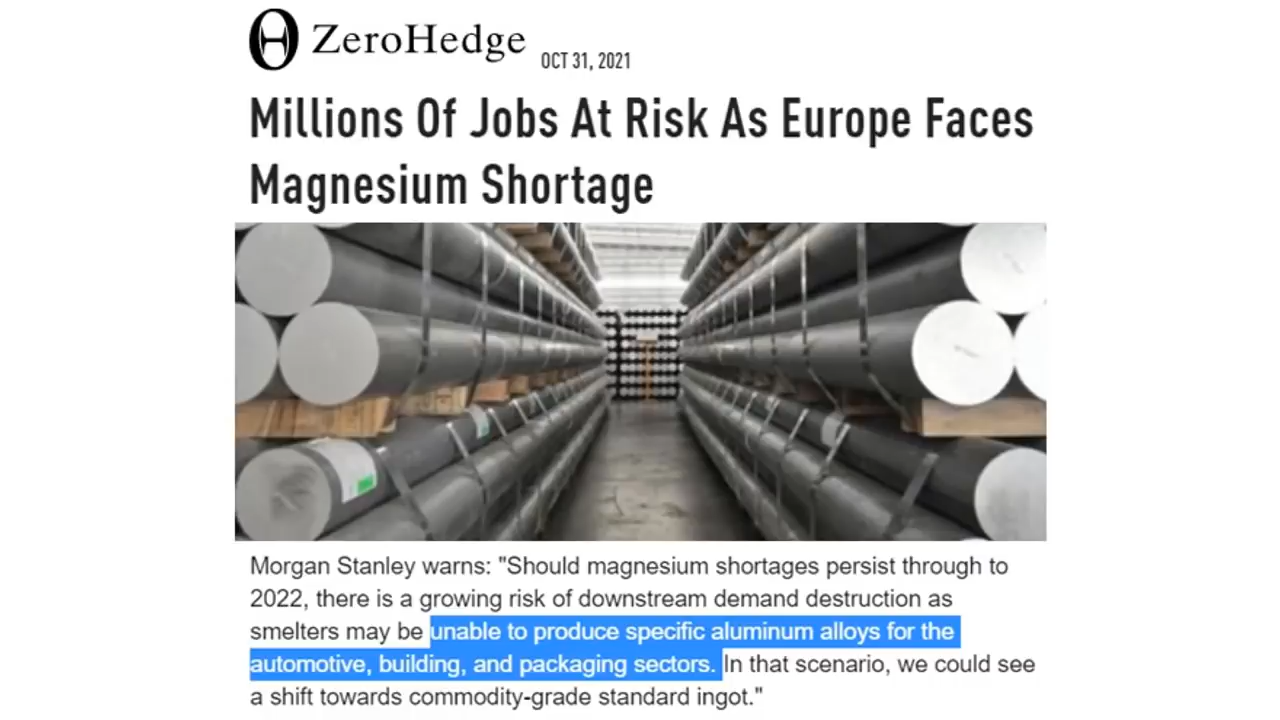 ZeroHedge OCT 31, 2021
Millions Of Jobs At Risk As Europe Faces
Magnesium Shortage
Morgan Stanley warns: "Should magnesium shortages persist through to
2022, there is a growing risk of downstream demand destruction as
smelters may be unable to produce specific aluminum alloys for the
automotive, building, and packaging sectors. In that scenario, we could see
a shift towards commodity-grade standard ingot."